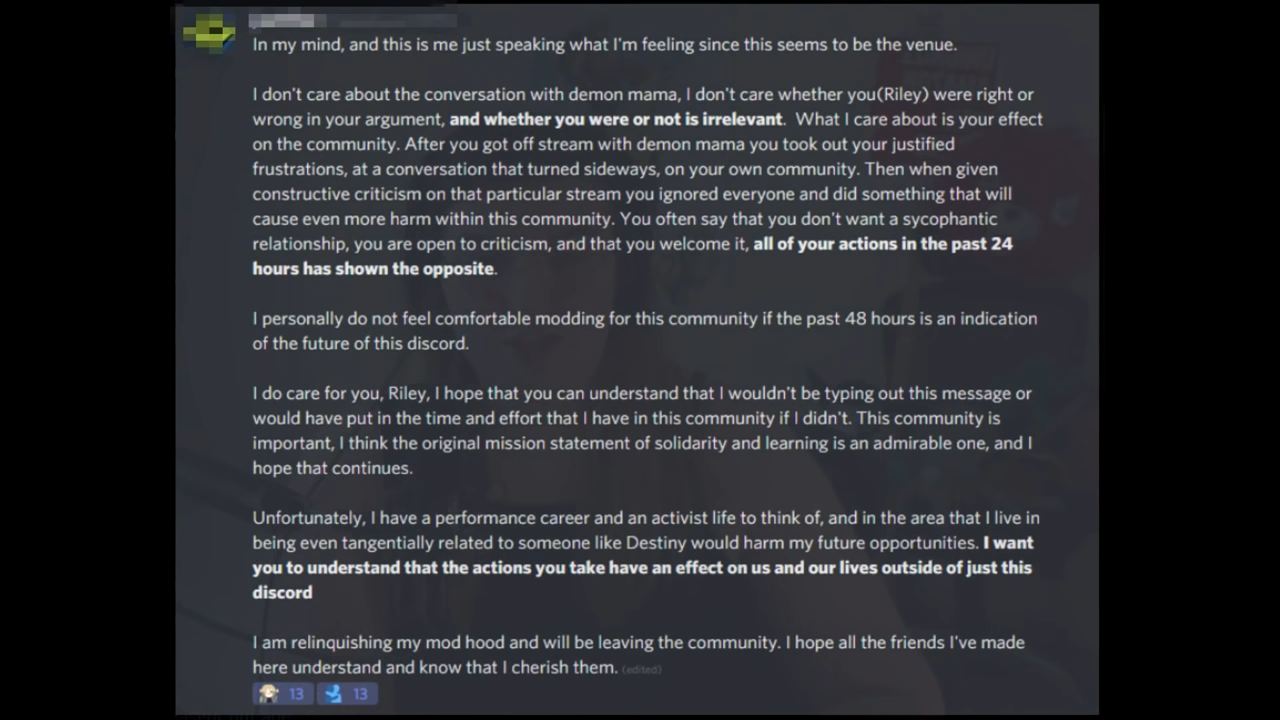 In my mind, and this is me just speaking what I'm feeling since this seems to be the venue.
I don't care about the conversation with demon mama, I don't care whether you(Riley) were right or
wrong in your argument, and whether you were or not is irrelevant. What I care about is your effect
on the community. After you got off stream with demon mama you took out your justified
frustrations, at a conversation that turned sideways, on your own community. Then when given
constructive criticism on that particular stream you ignored everyone and did something that will
cause even more harm within this community. You often say that you don't want a sycophantic
relationship, you are open to criticism, and that you welcome it, all of your actions in the past 24
hours has shown the opposite.
I personally do not feel comfortable modding for this community if the past 48 hours is an indication
of the future of this discord.
I do care for you, Riley, I hope that you can understand that I wouldn't be typing out this message or
would have put in the time and effort that I have in this community if I didn't. This community is
important, I think the original mission statement of solidarity and learning is an admirable one, and I
hope that continues.
Unfortunately, I have a performance career and an activist life to think of, and in the area that I live in
being even tangentially related to someone like Destiny would harm my future opportunities. I want
you to understand that the actions you take have an effect on us and our lives outside of just this
discord
I am relinquishing my mod hood and will be leaving the community. I hope all the friends I've made
here understand and know that I cherish them. (edited)
13 13